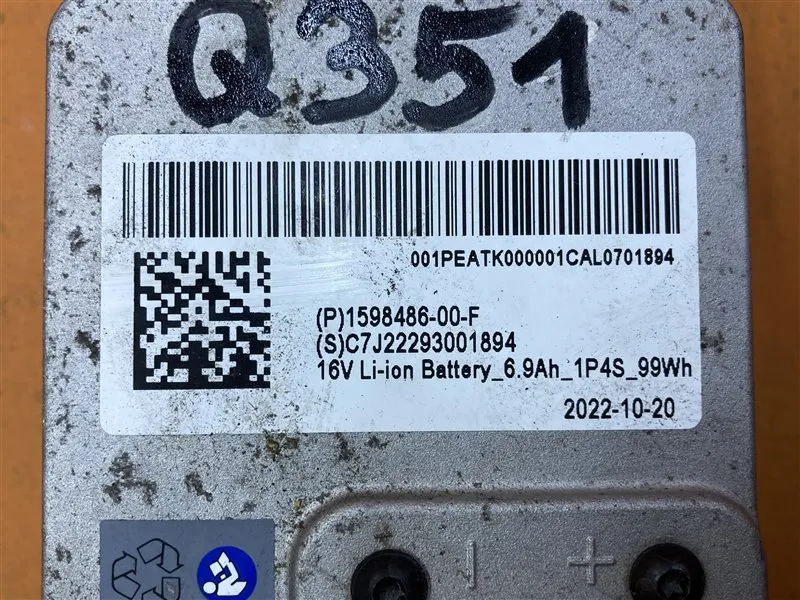 Q351
001PEATK000001CAL0701894
(P)1598486-00-F
(S)C7J22293001894
16V Li-ion Battery_6.9Ah_1P4S_99Wh
2022-10-20
- +